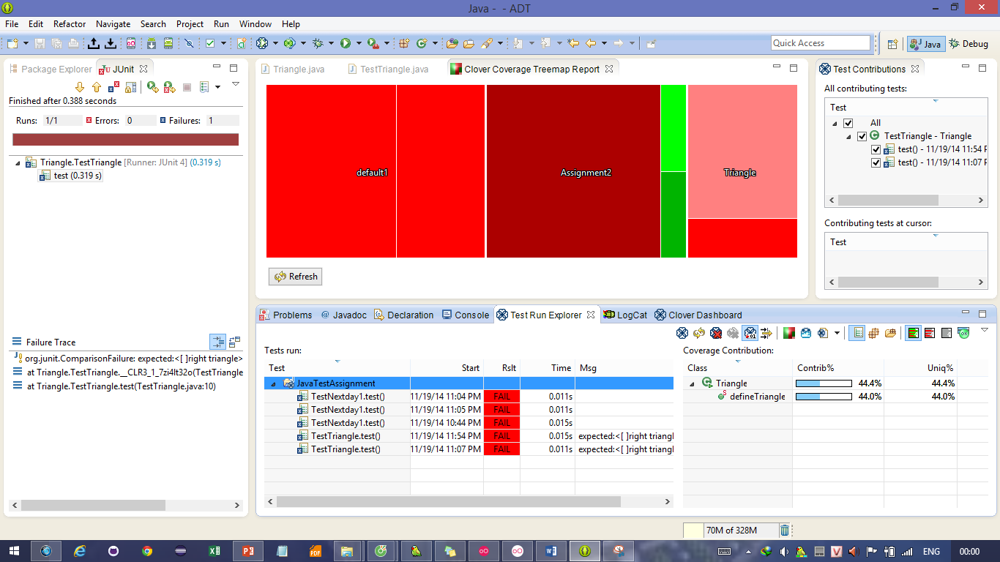 Java - - ADT
File Edit Refactor Navigate Search Project Run Window Help
Quick Access
Java
Debug
Package Explorer
JUnit
Finished after 0.388 seconds
Runs: 1/1 Errors: 0 Failures: 1
Triangle.TestTriangle [Runner: JUnit 4] (0.319 s)
test (0.319 s)
Failure Trace
org.junit.ComparisonFailure: expected:<[ ]right triangle>
at Triangle.TestTriangle.__CLR3_1_7zi4lt32o(TestTriangle
at Triangle.TestTriangle.test(TestTriangle.java:10)
Triangle.java
TestTriangle.java
Clover Coverage Treemap Report
default1
Assignment2
Triangle
Refresh
Test Contributions
All contributing tests:
Test
All
TestTriangle - Triangle
test() - 11/19/14 11:54 P
test() - 11/19/14 11:07 P
Contributing tests at cursor:
Test
Problems
@ Javadoc
Declaration
Console
Test Run Explorer
LogCat
Clover Dashboard
Tests run:
Test Start Rslt Time Msg
JavaTestAssignment
TestNextday1.test() 11/19/14 11:04 PM FAIL 0.011s
TestNextday1.test() 11/19/14 11:05 PM FAIL 0.011s
TestNextday1.test() 11/19/14 10:44 PM FAIL 0.015s
TestTriangle.test() 11/19/14 11:54 PM FAIL 0.015s expected:<[ ]right triangl
TestTriangle.test() 11/19/14 11:07 PM FAIL 0.011s expected:<[ ]right triangl
Coverage Contribution:
Class Contrib% Uniq%
Triangle 44.4% 44.4%
defineTriangle 44.0% 44.0%
70M of 328M
ENG
00:00